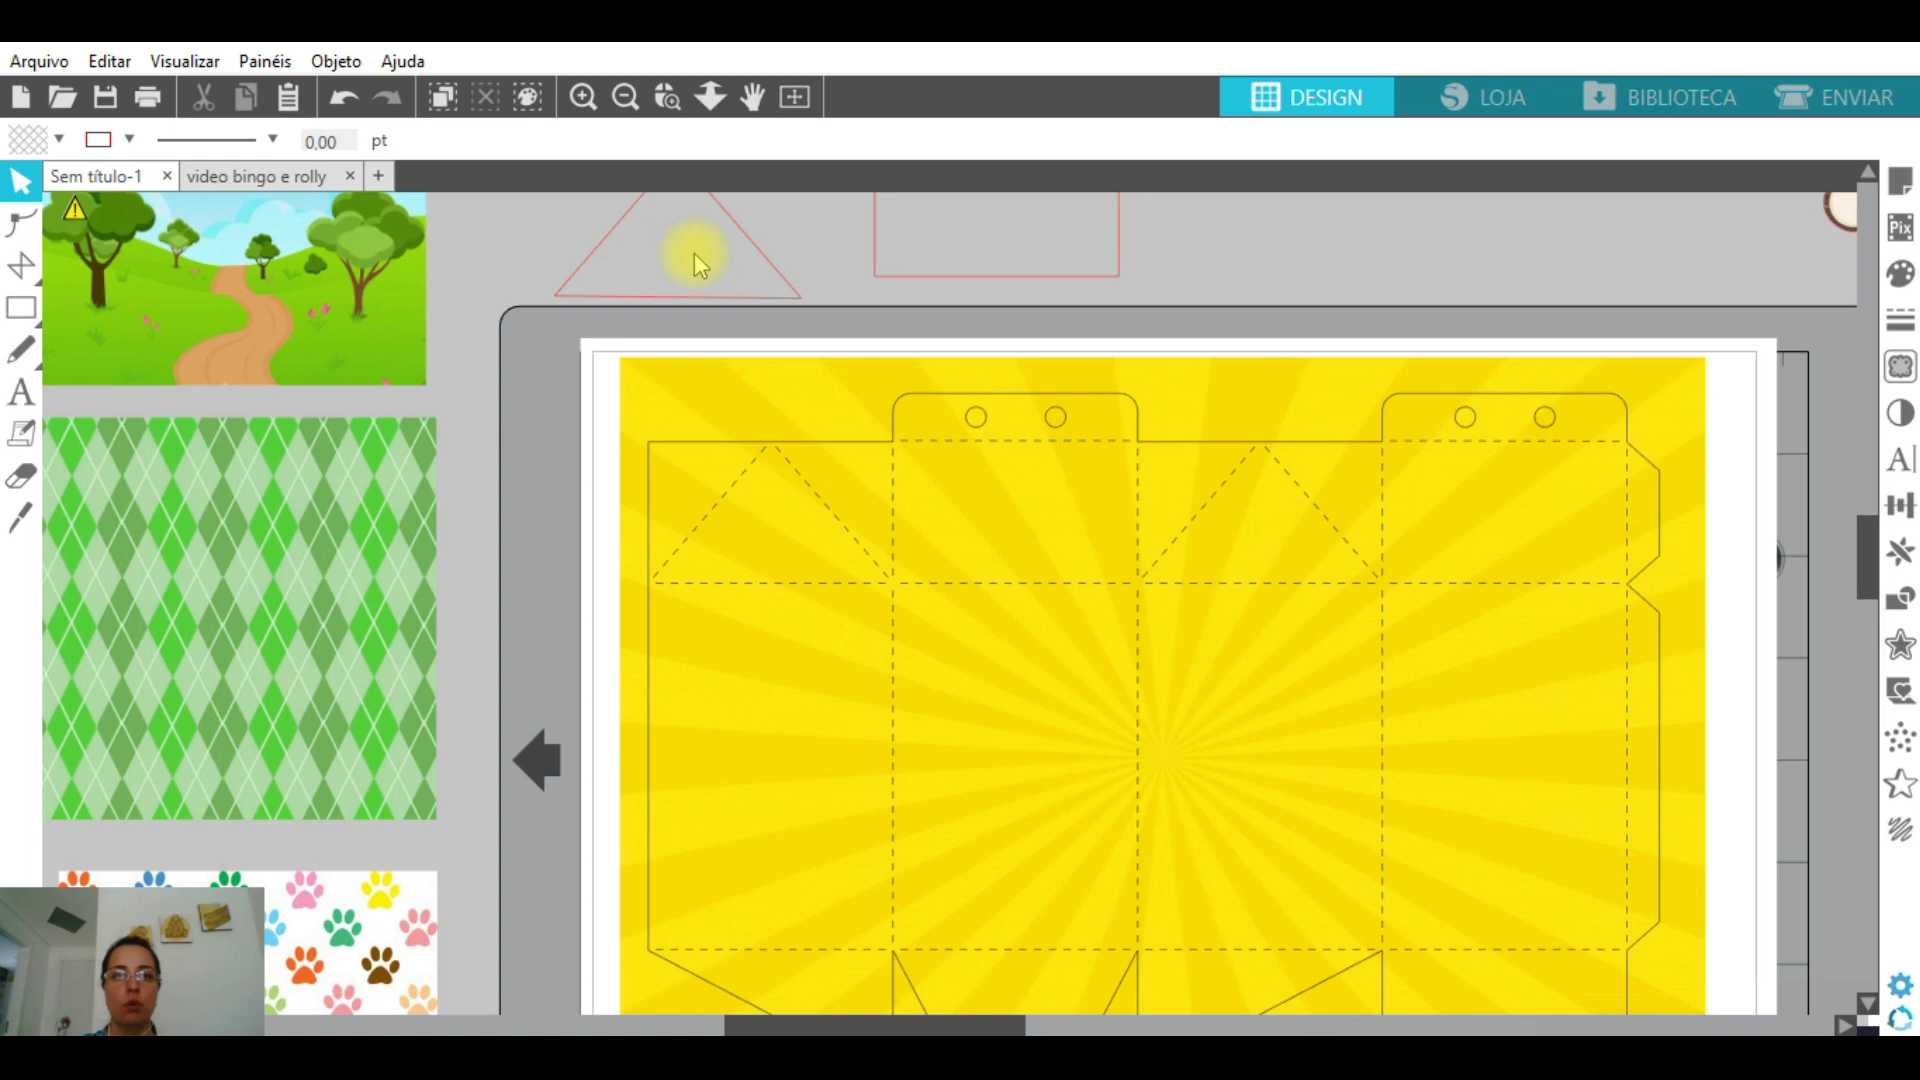 Arquivo Editar Visualizar Painéis Objeto Ajuda
DESIGN LOJA BIBLIOTECA ENVIAR
0,00 pt
Sem título-1 × video bingo e rolly × +
Pix
A
A